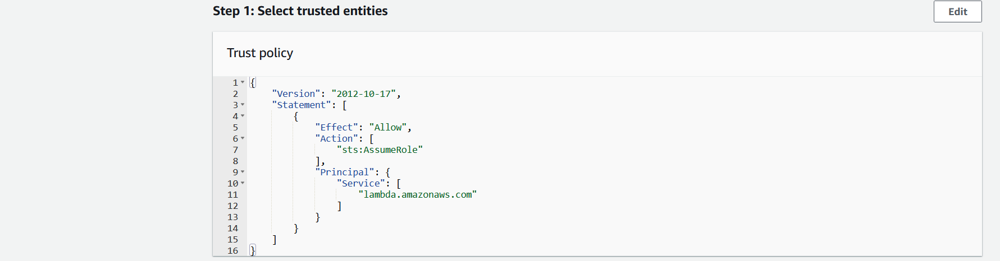 Step 1: Select trusted entities
Edit
Trust policy
1 {
2     "Version": "2012-10-17",
3     "Statement": [
4         {
5             "Effect": "Allow",
6             "Action": [
7                 "sts:AssumeRole"
8             ],
9             "Principal": {
10                 "Service": [
11                     "lambda.amazonaws.com"
12                 ]
13             }
14         }
15     ]
16 }